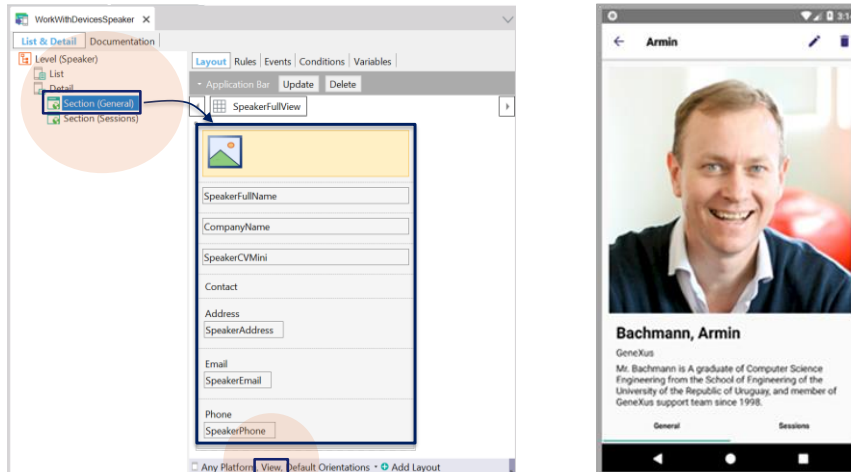 WorkWithDevicesSpeaker ×
List & Detail Documentation
Level (Speaker)
List
Detail
Section (General)
Section (Sessions)
Layout Rules Events Conditions Variables
Application Bar Update Delete
SpeakerFullView
SpeakerFullName
CompanyName
SpeakerCVMini
Contact
Address
SpeakerAddress
Email
SpeakerEmail
Phone
SpeakerPhone
Any Platform, View, Default Orientations Add Layout
Armin
Bachmann, Armin
GeneXus
Mr. Bachmann is A graduate of Computer Science
Engineering from the School of Engineering of the
University of the Republic of Uruguay, and member of
GeneXus support team since 1998.
General Sessions